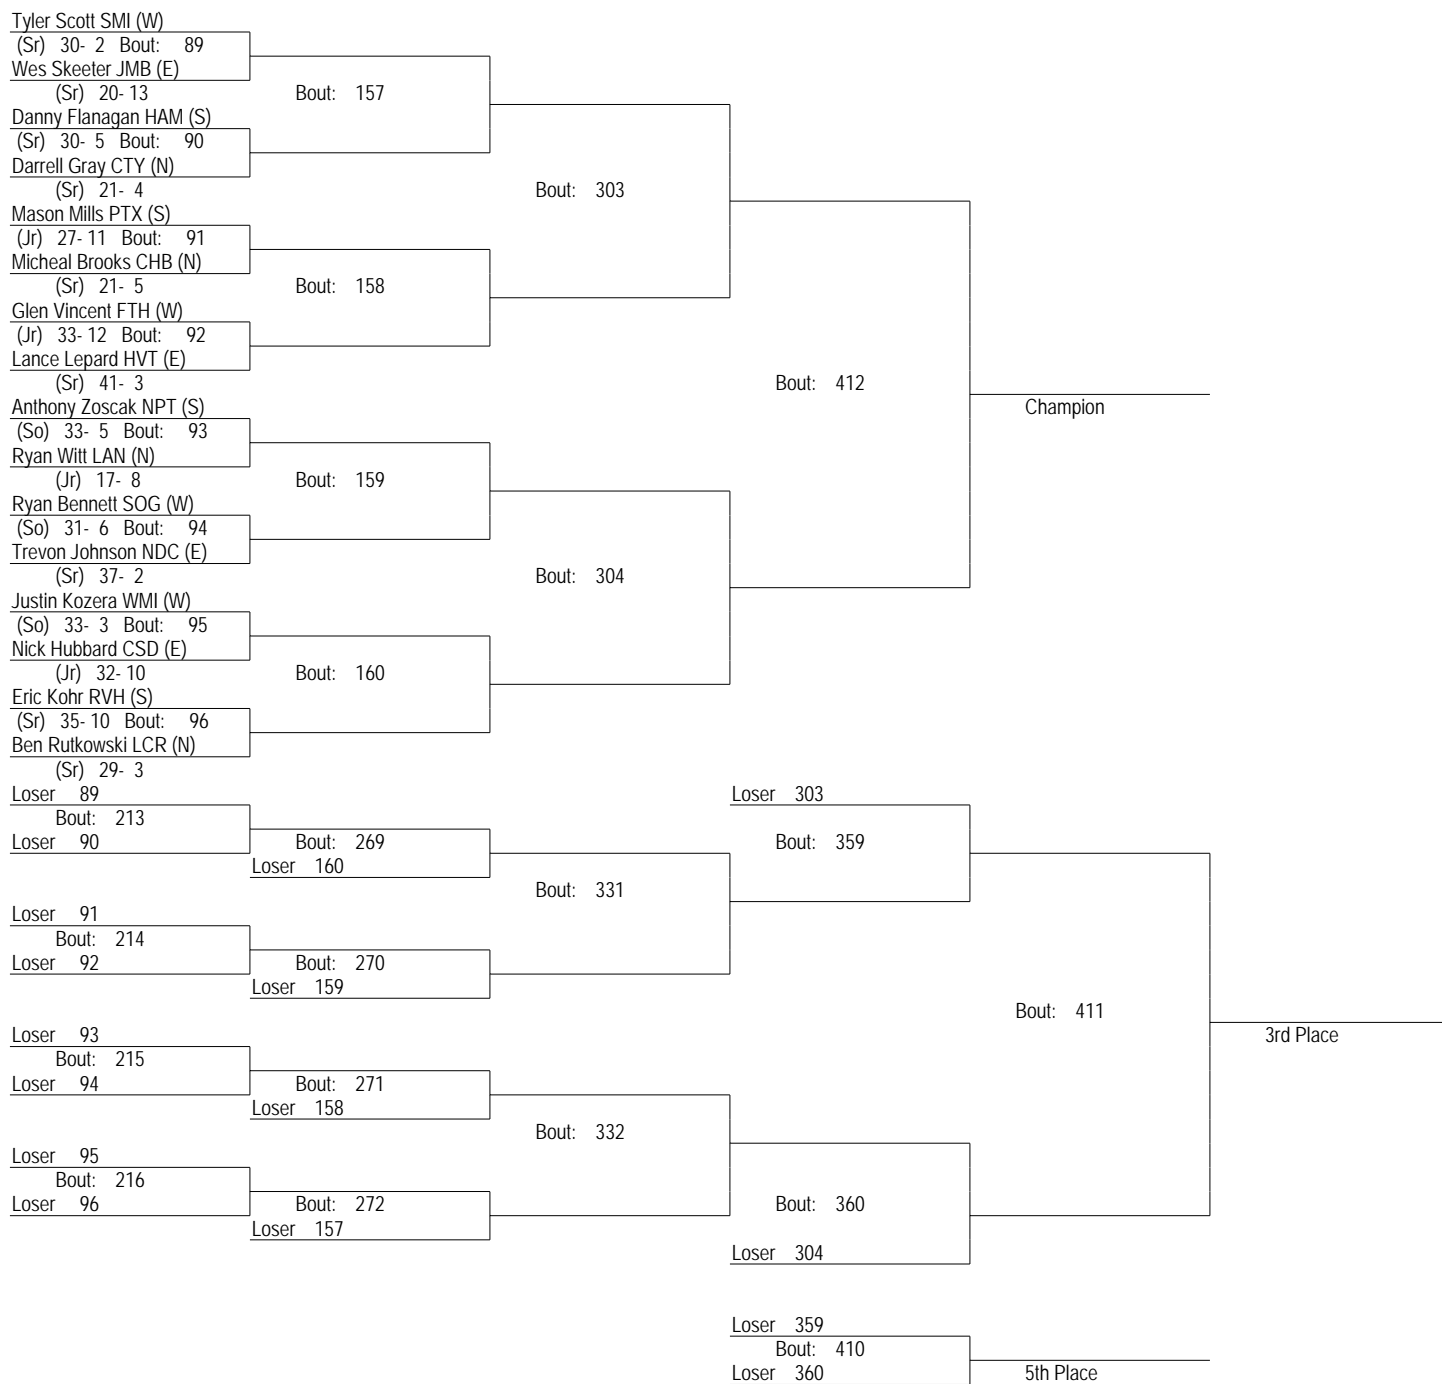 Tyler Scott SMI (W)
(Sr) 30- 2 Bout: 89
Wes Skeeter JMB (E)
(Sr) 20- 13
Bout: 157
Danny Flanagan HAM (S)
(Sr) 30- 5 Bout: 90
Darrell Gray CTY (N)
(Sr) 21- 4
Bout: 303
Mason Mills PTX (S)
(Jr) 27- 11 Bout: 91
Micheal Brooks CHB (N)
(Sr) 21- 5
Bout: 158
Glen Vincent FTH (W)
(Jr) 33- 12 Bout: 92
Lance Lepard HVT (E)
(Sr) 41- 3
Bout: 412
Champion
Anthony Zoscak NPT (S)
(So) 33- 5 Bout: 93
Ryan Witt LAN (N)
(Jr) 17- 8
Bout: 159
Ryan Bennett SOG (W)
(So) 31- 6 Bout: 94
Trevon Johnson NDC (E)
(Sr) 37- 2
Bout: 304
Justin Kozera WMI (W)
(So) 33- 3 Bout: 95
Nick Hubbard CSD (E)
(Jr) 32- 10
Bout: 160
Eric Kohr RVH (S)
(Sr) 35- 10 Bout: 96
Ben Rutkowski LCR (N)
(Sr) 29- 3
Loser 89
Bout: 213
Loser 90
Bout: 269
Loser 160
Loser 303
Bout: 359
Bout: 331
Loser 91
Bout: 214
Loser 92
Bout: 270
Loser 159
Bout: 411
3rd Place
Loser 93
Bout: 215
Loser 94
Bout: 271
Loser 158
Bout: 332
Loser 95
Bout: 216
Loser 96
Bout: 272
Loser 157
Bout: 360
Loser 304
Loser 359
Bout: 410
Loser 360
5th Place